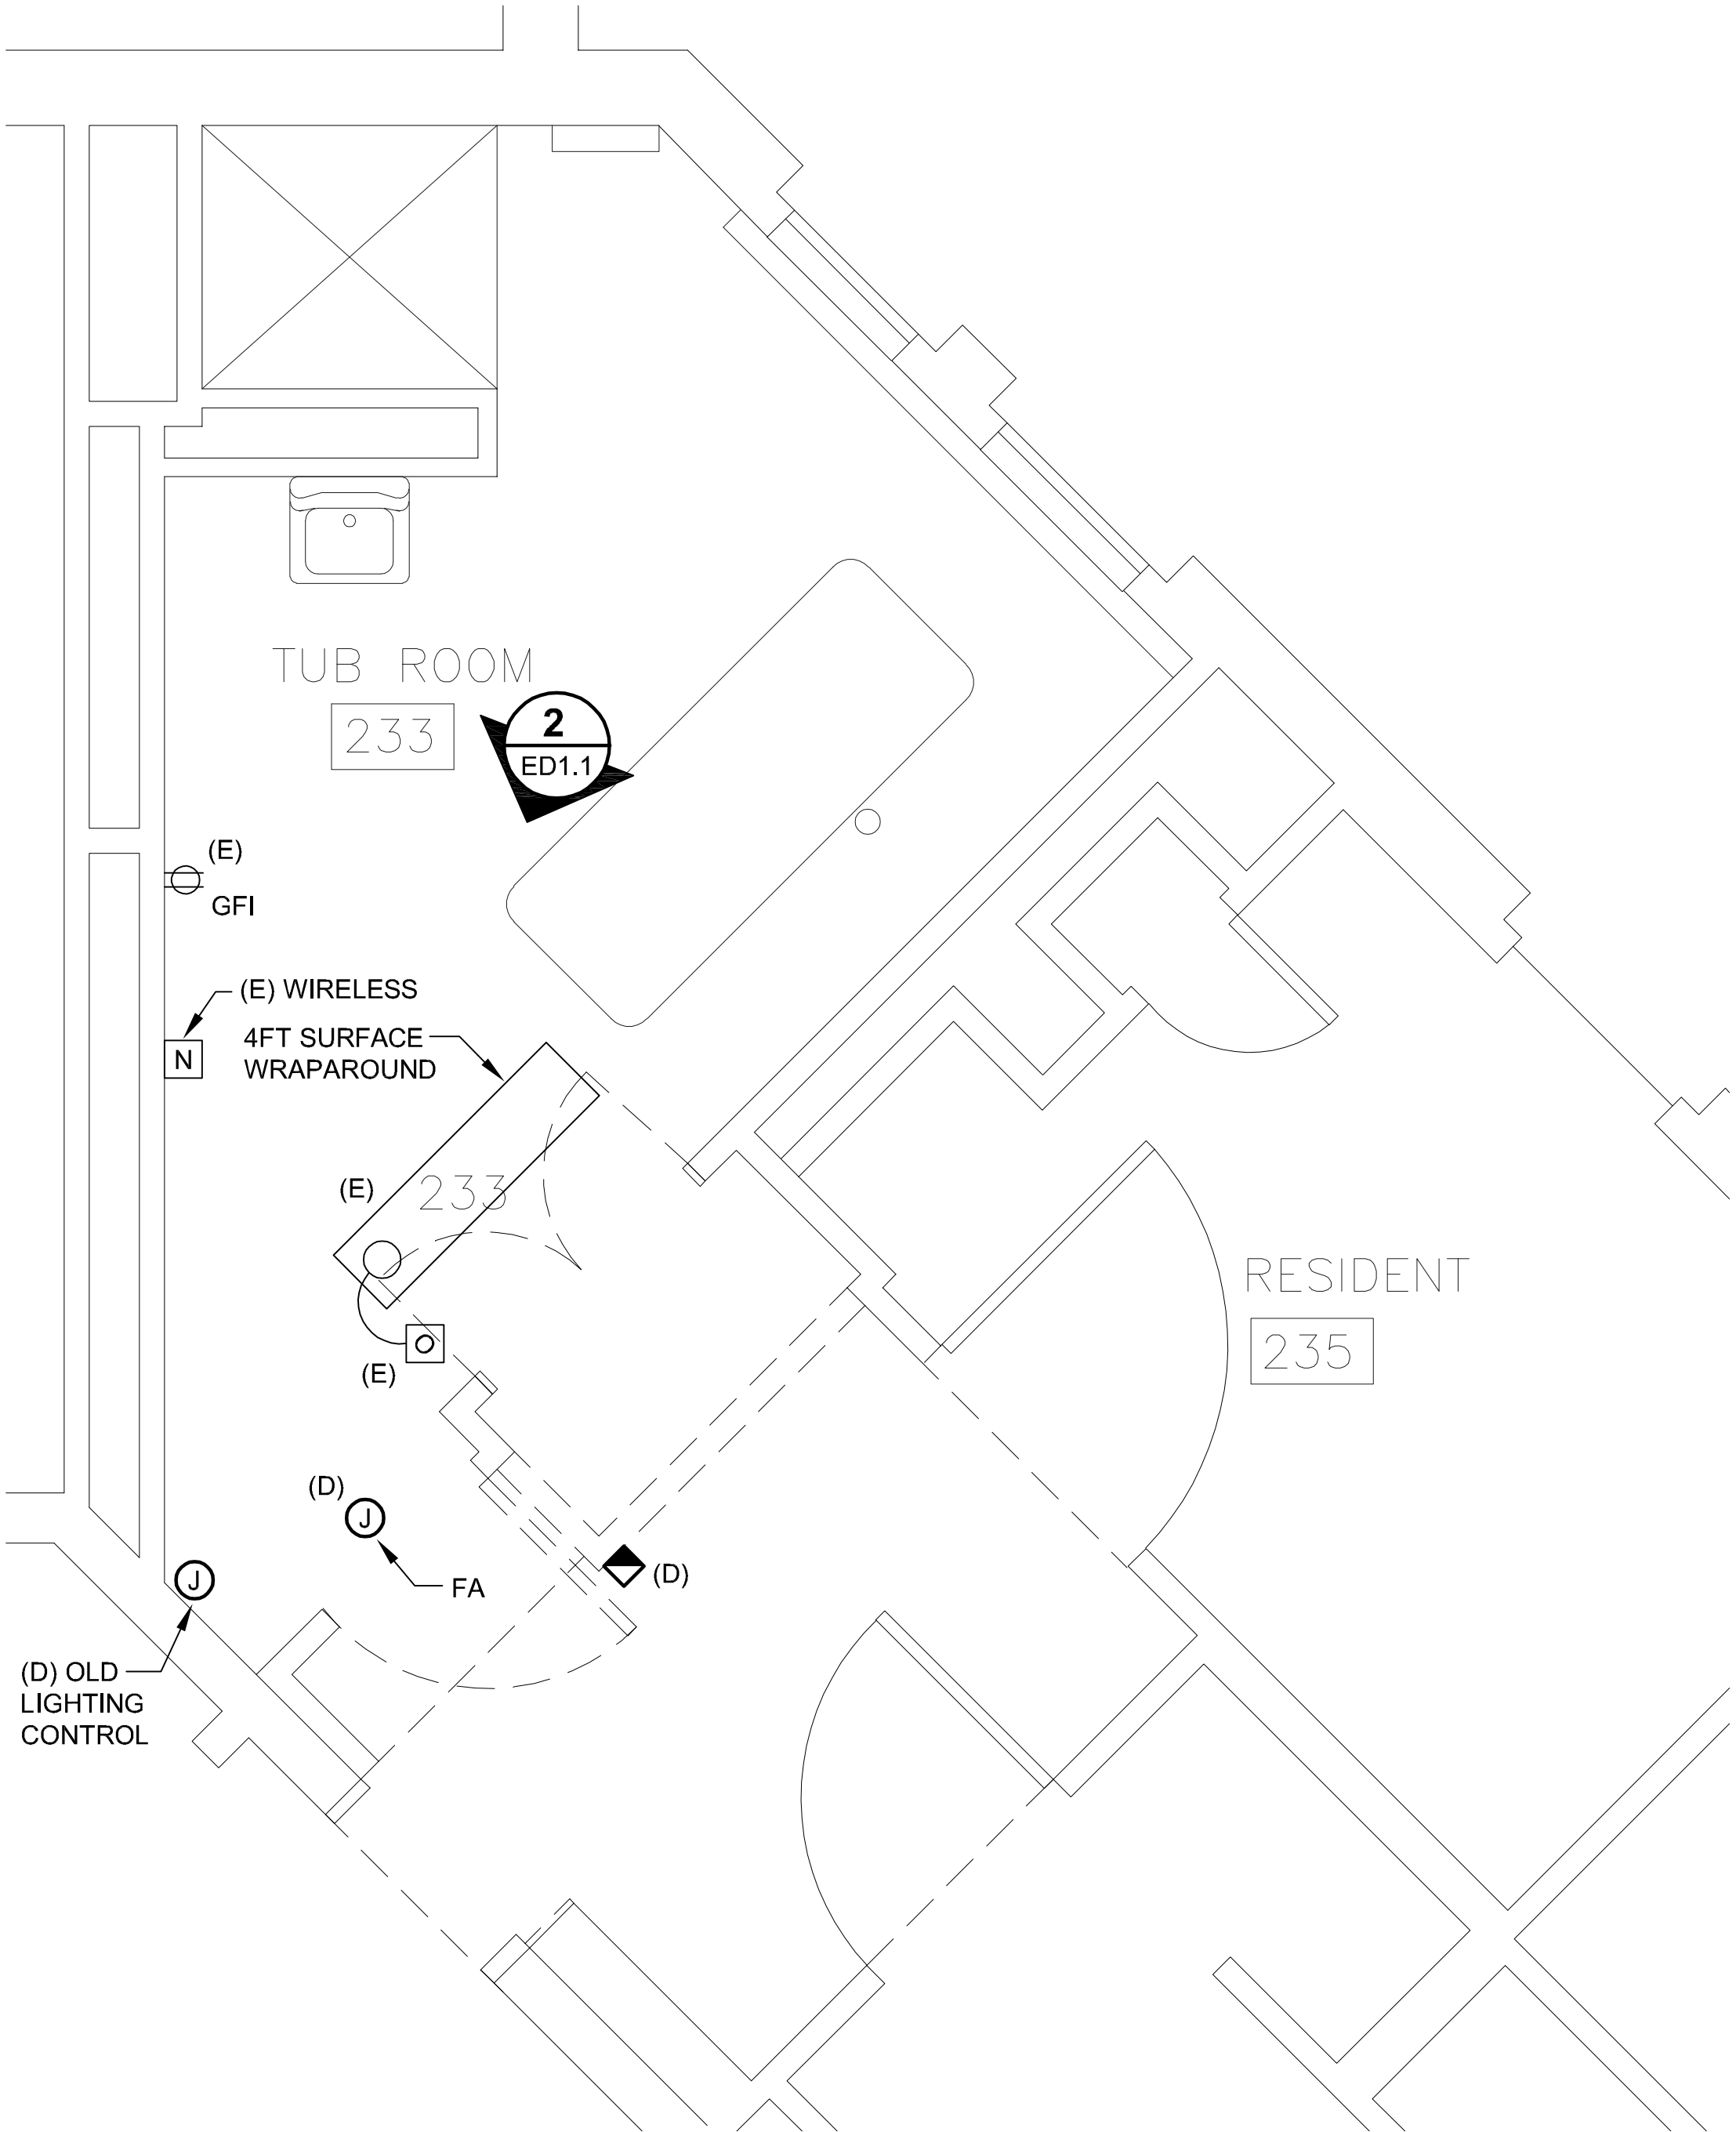 TUB ROOM
233
2
ED1.1
(E)
GFI
(E) WIRELESS
N
4FT SURFACE
WRAPAROUND
(E)
233
(E)
RESIDENT
235
(D)
J
FA
(D)
J
(D) OLD
LIGHTING
CONTROL